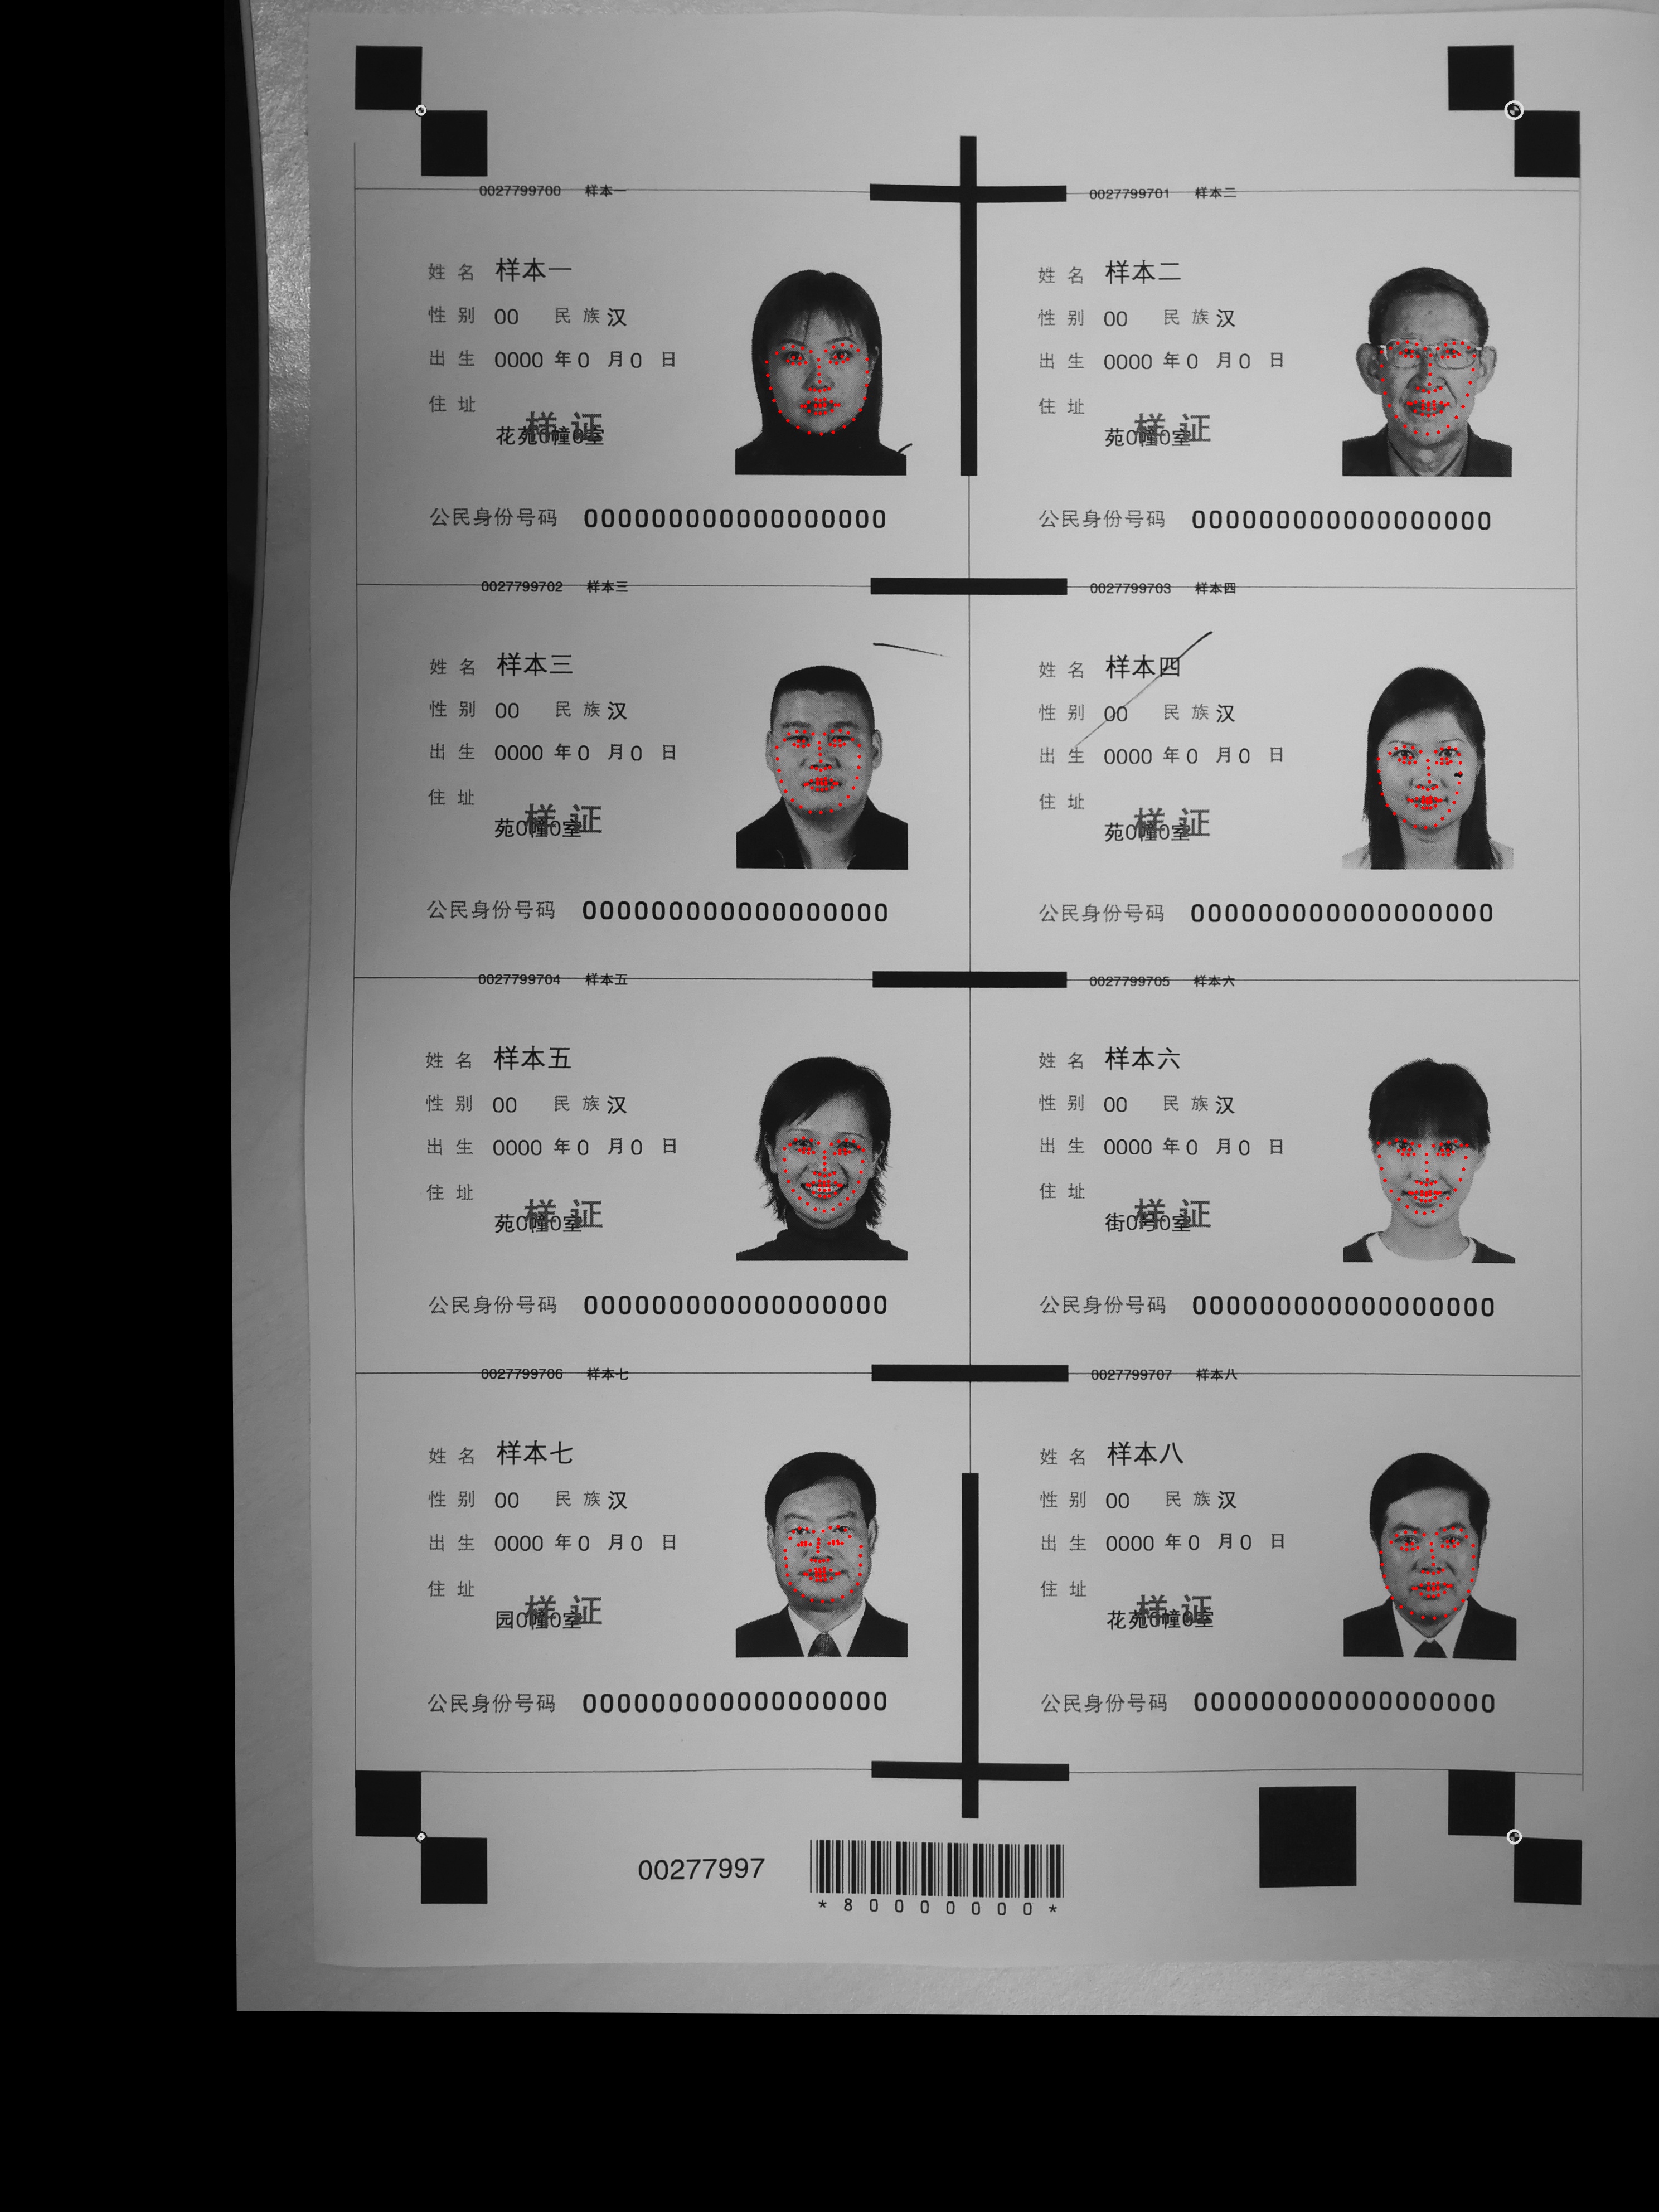 0027799700 样本一
姓 名 样本一
性 别 00 民 族 汉
出 生 0000 年 0 月 0 日
住 址
样 证
花苑0幢0室
公民身份号码 000000000000000000
0027799701 样本二
姓 名 样本二
性 别 00 民 族 汉
出 生 0000 年 0 月 0 日
住 址
样 证
苑0幢0室
公民身份号码 000000000000000000
0027799702 样本三
姓 名 样本三
性 别 00 民 族 汉
出 生 0000 年 0 月 0 日
住 址
样 证
苑0幢0室
公民身份号码 000000000000000000
0027799703 样本四
姓 名 样本四
性 别 00 民 族 汉
出 生 0000 年 0 月 0 日
住 址
样 证
苑0幢0室
公民身份号码 000000000000000000
0027799704 样本五
姓 名 样本五
性 别 00 民 族 汉
出 生 0000 年 0 月 0 日
住 址
样 证
苑0幢0室
公民身份号码 000000000000000000
0027799705 样本六
姓 名 样本六
性 别 00 民 族 汉
出 生 0000 年 0 月 0 日
住 址
样 证
街0号0室
公民身份号码 000000000000000000
0027799706 样本七
姓 名 样本七
性 别 00 民 族 汉
出 生 0000 年 0 月 0 日
住 址
样 证
园0幢0室
公民身份号码 000000000000000000
0027799707 样本八
姓 名 样本八
性 别 00 民 族 汉
出 生 0000 年 0 月 0 日
住 址
样 证
花苑0幢0室
公民身份号码 000000000000000000
00277997
*80000000*